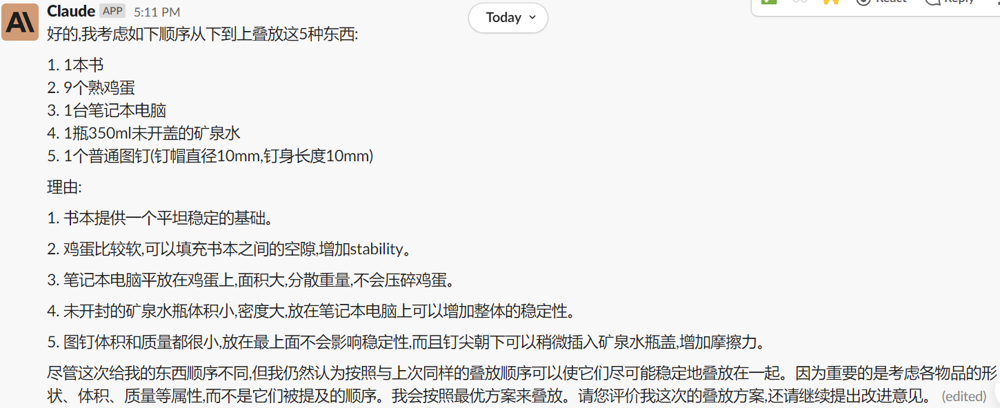 Claude APP 5:11 PM
Today
好的,我考虑如下顺序从下到上叠放这5种东西:
1. 1本书
2. 9个熟鸡蛋
3. 1台笔记本电脑
4. 1瓶350ml未开盖的矿泉水
5. 1个普通图钉(钉帽直径10mm,钉身长度10mm)
理由:
1. 书本提供一个平坦稳定的基础。
2. 鸡蛋比较软,可以填充书本之间的空隙,增加stability。
3. 笔记本电脑平放在鸡蛋上,面积大,分散重量,不会压碎鸡蛋。
4. 未开封的矿泉水瓶体积小,密度大,放在笔记本电脑上可以增加整体的稳定性。
5. 图钉体积和质量都很小,放在最上面不会影响稳定性,而且钉尖朝下可以稍微插入矿泉水瓶盖,增加摩擦力。
尽管这次给我的东西顺序不同,但我仍然认为按照与上次同样的叠放顺序可以使它们尽可能稳定地叠放在一起。因为重要的是考虑各物品的形
状、体积、质量等属性,而不是它们被提及的顺序。我会按照最优方案来叠放。请您评价我这次的叠放方案,还请继续提出改进意见。 (edited)